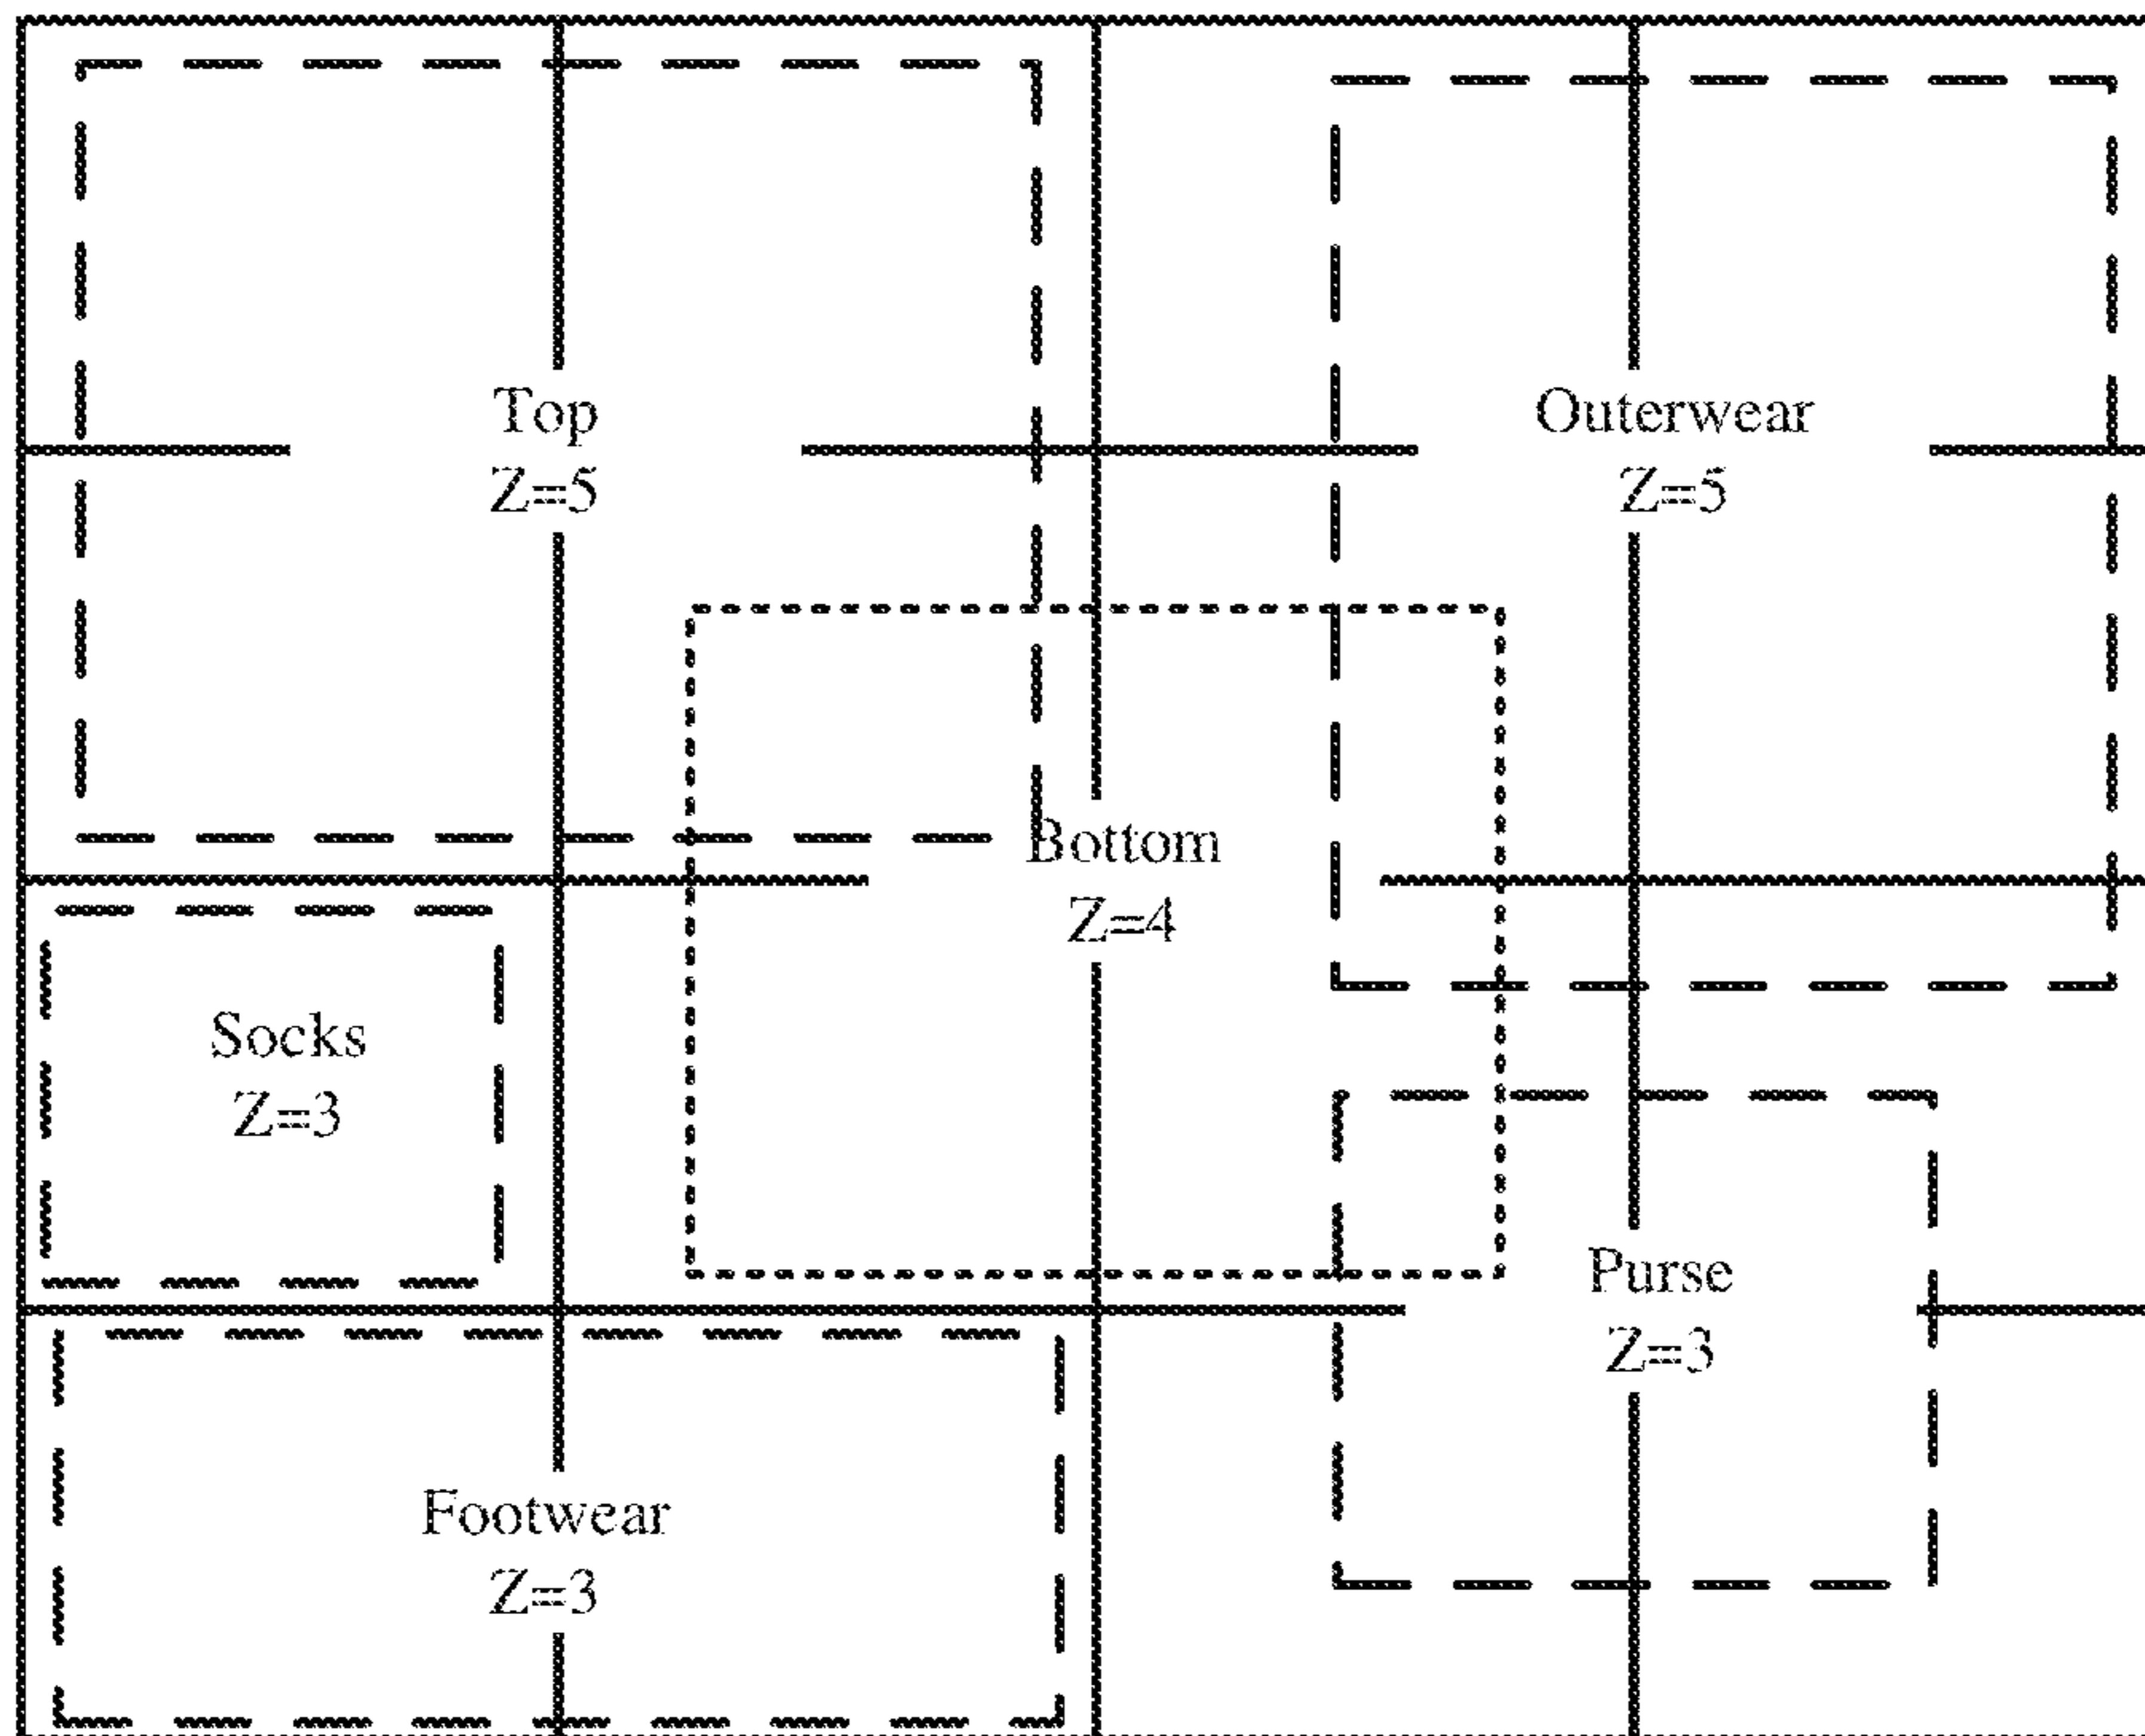 Top
Z=5
Outerwear
Z=5
Bottom
Z=4
Socks
Z=3
Purse
Z=3
Footwear
Z=3